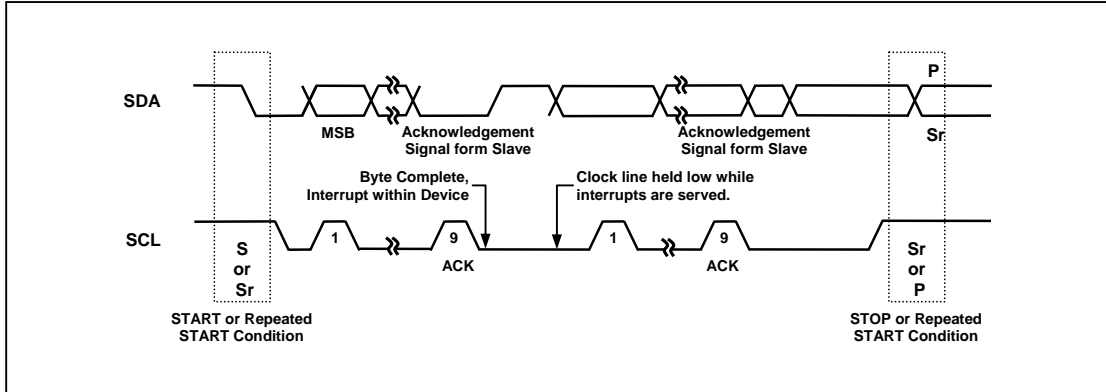 P
SDA
MSB
Acknowledgement
Signal form Slave
Acknowledgement
Signal form Slave
Sr
Byte Complete,
Interrupt within Device
Clock line held low while
interrupts are served.
SCL
1
9
1
9
ACK
ACK
S
or
Sr
Sr
or
P
START or Repeated
START Condition
STOP or Repeated
START Condition